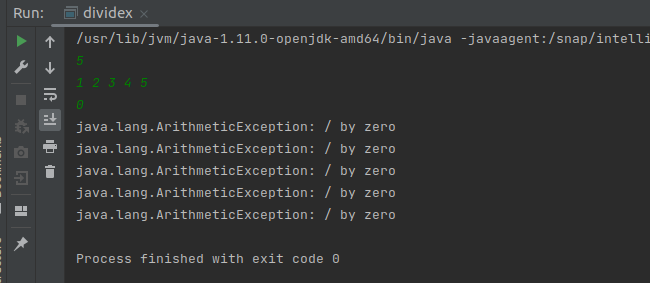 Run: dividex
/usr/lib/jvm/java-1.11.0-openjdk-amd64/bin/java -javaagent:/snap/intelli
5
1 2 3 4 5
0
java.lang.ArithmeticException: / by zero
java.lang.ArithmeticException: / by zero
java.lang.ArithmeticException: / by zero
java.lang.ArithmeticException: / by zero
java.lang.ArithmeticException: / by zero
Process finished with exit code 0